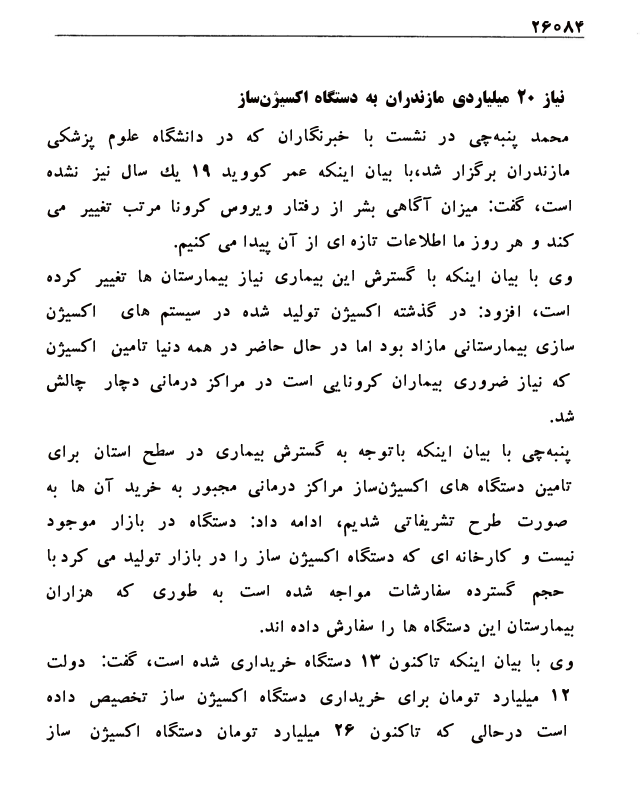 ۲۶۰۸۴
نیاز ۲۰ میلیاردی مازندران به دستگاه اکسیژن‌ساز
محمد پنبه‌چی در نشست با خبرنگاران که در دانشگاه علوم پزشکی
مازندران برگزار شد،با بیان اینکه عمر کووید ۱۹ یك سال نیز نشده
است، گفت: میزان آگاهی بشر از رفتار ویروس کرونا مرتب تغییر می
کند و هر روز ما اطلاعات تازه ای از آن پیدا می کنیم.
وی با بیان اینکه با گسترش این بیماری نیاز بیمارستان ها تغییر کرده
است، افزود: در گذشته اکسیژن تولید شده در سیستم های اکسیژن
سازی بیمارستانی مازاد بود اما در حال حاضر در همه دنیا تامین اکسیژن
که نیاز ضروری بیماران کرونایی است در مراکز درمانی دچار چالش
شد.
پنبه‌چی با بیان اینکه باتوجه به گسترش بیماری در سطح استان برای
تامین دستگاه های اکسیژن‌ساز مراکز درمانی مجبور به خرید آن ها به
صورت طرح تشریفاتی شدیم، ادامه داد: دستگاه در بازار موجود
نیست و کارخانه ای که دستگاه اکسیژن ساز را در بازار تولید می کرد با
حجم گسترده سفارشات مواجه شده است به طوری که هزاران
بیمارستان این دستگاه ها را سفارش داده اند.
وی با بیان اینکه تاکنون ۱۳ دستگاه خریداری شده است، گفت: دولت
۱۲ میلیارد تومان برای خریداری دستگاه اکسیژن ساز تخصیص داده
است درحالی که تاکنون ۲۶ میلیارد تومان دستگاه اکسیژن ساز